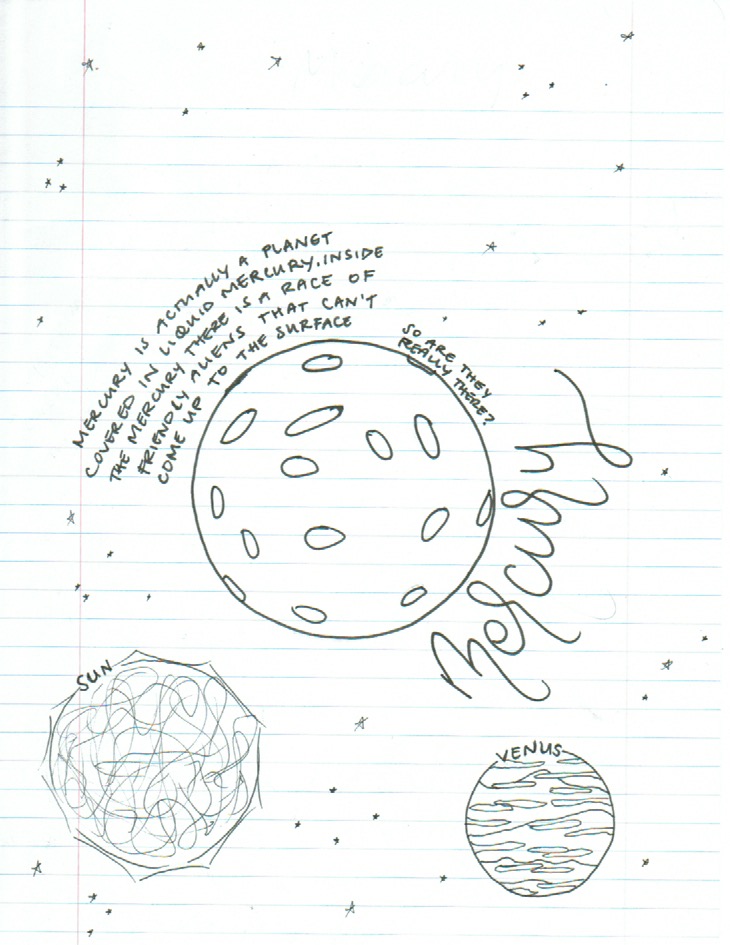 MERCURY IS ACTUALLY A PLANET
COVERED IN LIQUID MERCURY. INSIDE
THE MERCURY THERE IS A RACE OF
FRIENDLY ALIENS THAT CAN'T
COME UP TO THE SURFACE
SO ARE THEY
REALLY THERE?
Mercury
SUN
VENUS